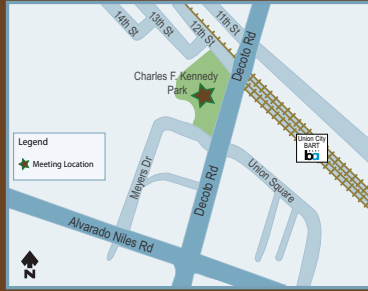 14th St
13th St
12th St
11th St
Decoto Rd
Charles F. Kennedy
Park
Union City
BART
ba
Legend
Meeting Location
Meyers Dr
Union Square
Decoto Rd
Alvarado Niles Rd
N